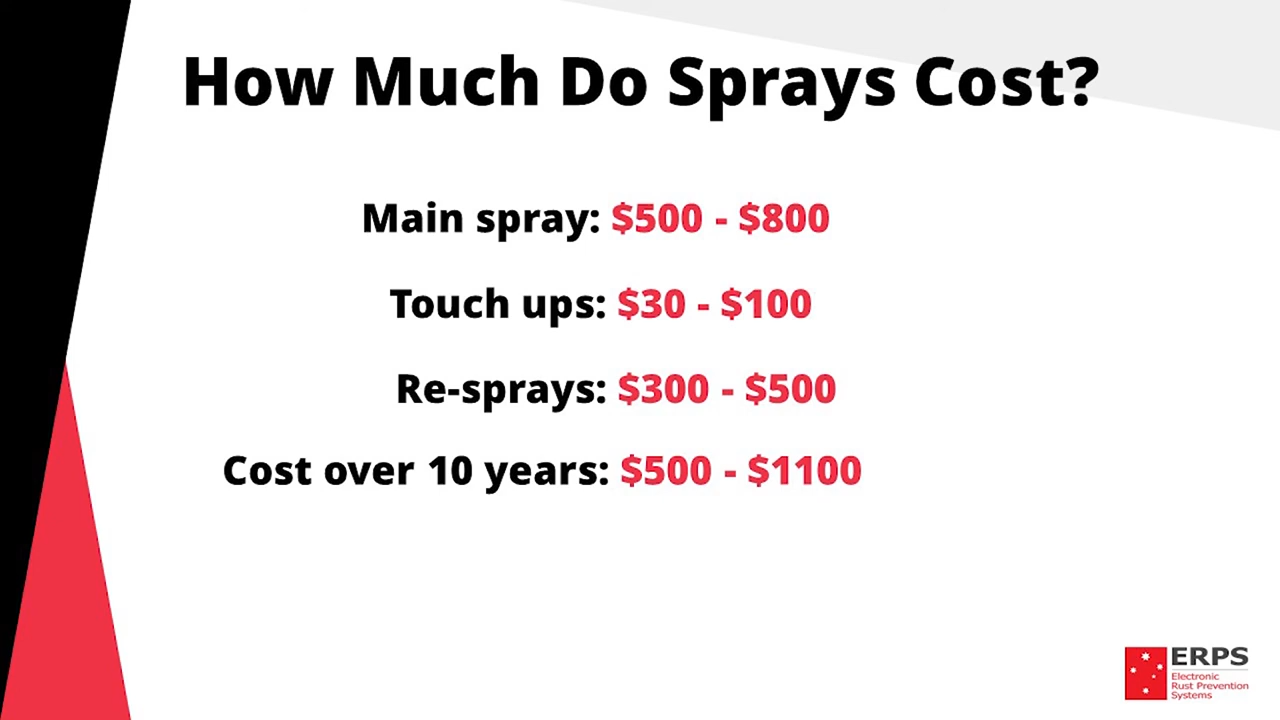 How Much Do Sprays Cost?
Main spray: $500 - $800
Touch ups: $30 - $100
Re-sprays: $300 - $500
Cost over 10 years: $500 - $1100
ERPS
Electronic
Rust Prevention
Systems